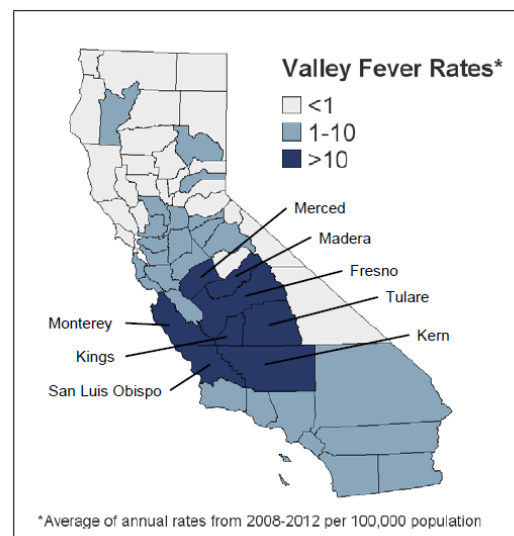 Valley Fever Rates*
<1
1-10
>10
Merced
Madera
Fresno
Tulare
Monterey
Kern
Kings
San Luis Obispo
*Average of annual rates from 2008-2012 per 100,000 population